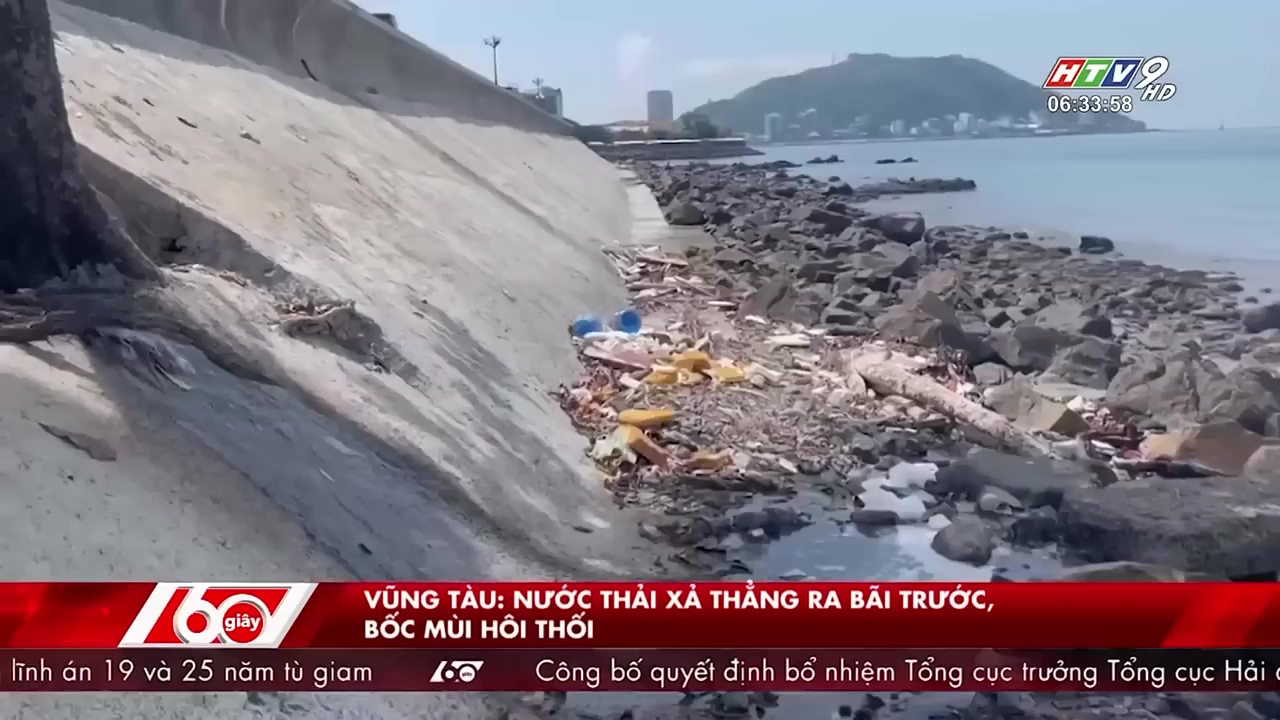 HTV9
HD
06:33:58
60 giây
VŨNG TÀU: NƯỚC THẢI XẢ THẲNG RA BÃI TRƯỚC,
BỐC MÙI HÔI THỐI
lĩnh án 19 và 25 năm tù giam 60 Công bố quyết định bổ nhiệm Tổng cục trưởng Tổng cục Hải